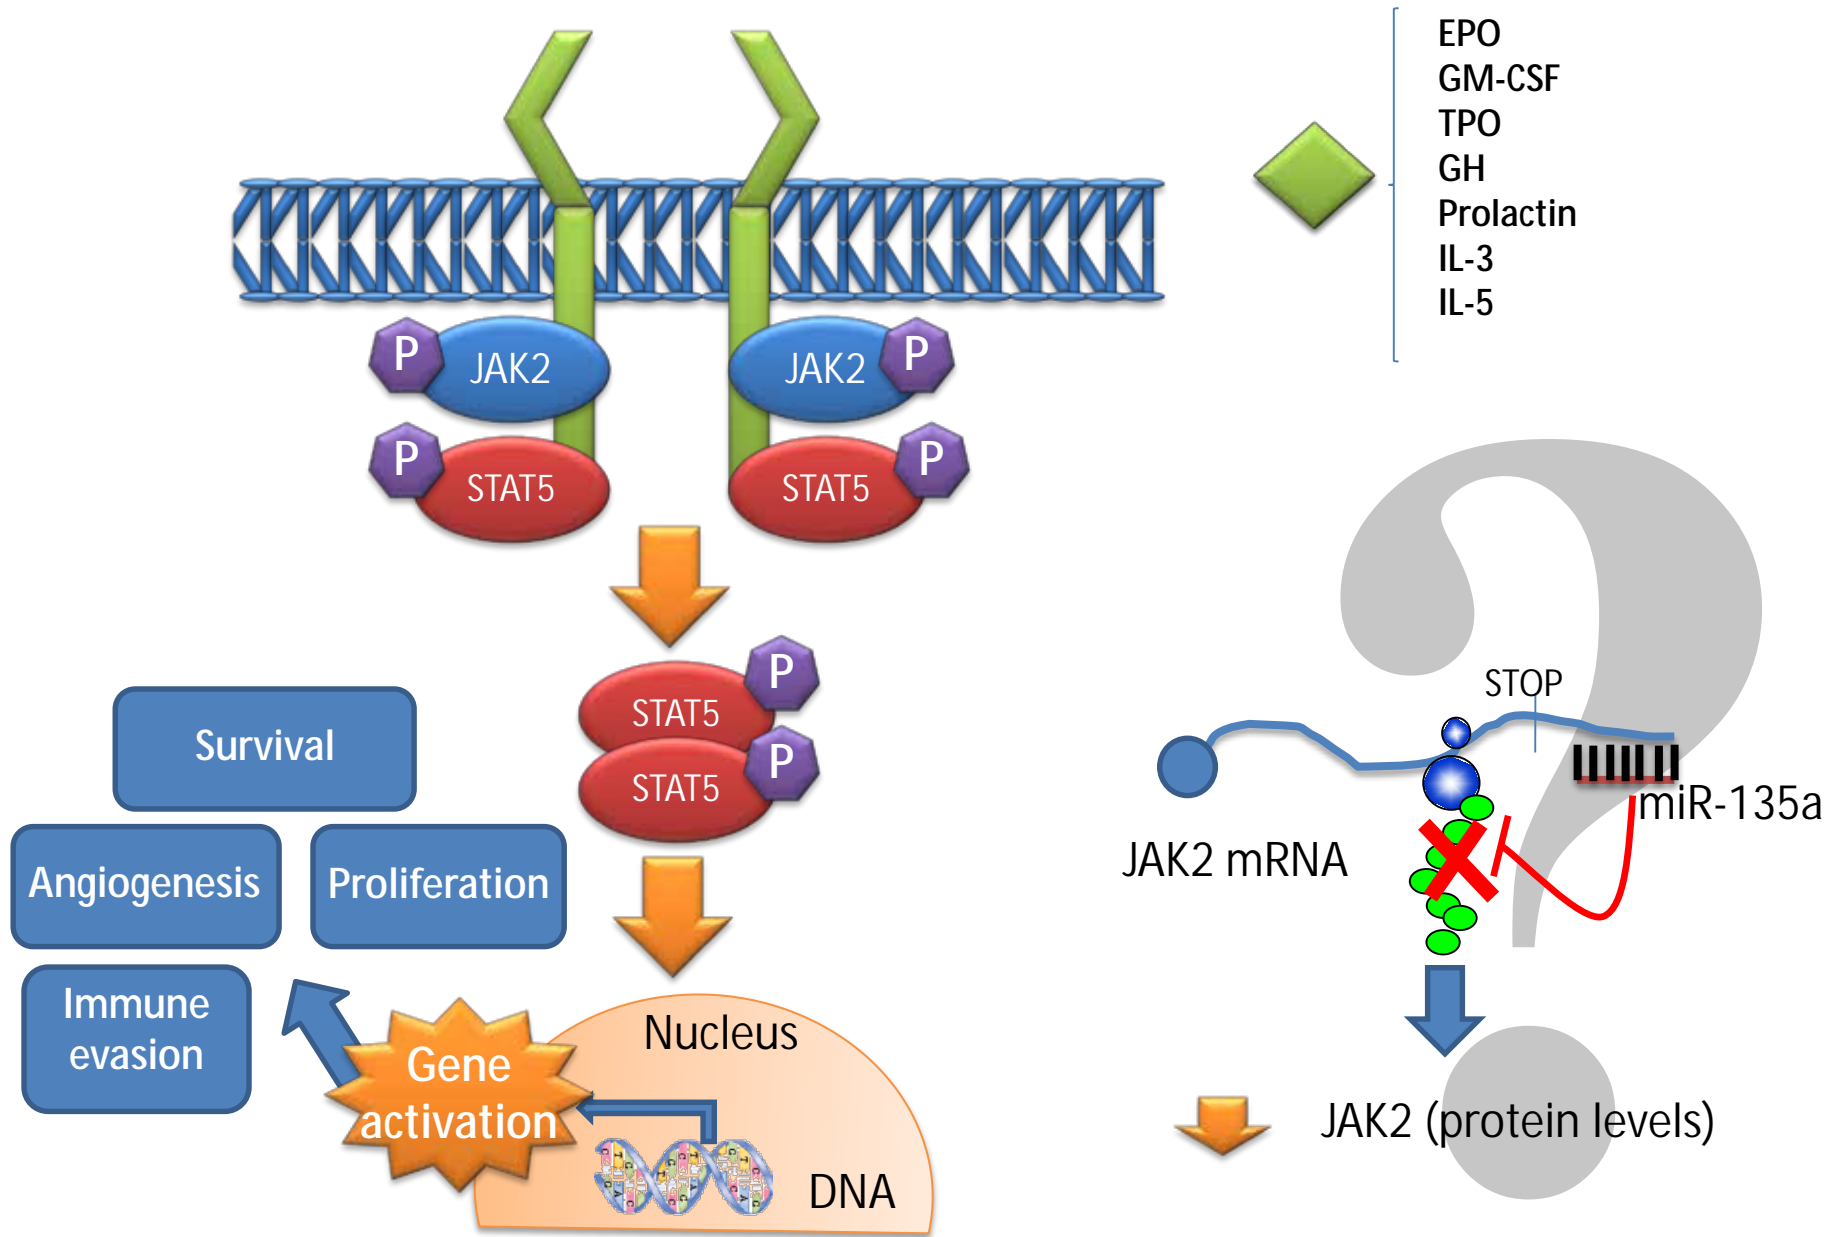 EPO
GM-CSF
TPO
GH
Prolactin
IL-3
IL-5
P
JAK2
JAK2
P
P
STAT5
STAT5
P
P
STAT5
P
STAT5
Survival
Angiogenesis
Proliferation
Immune
evasion
Gene
activation
Nucleus
DNA
STOP
miR-135a
JAK2 mRNA
JAK2 (protein levels)